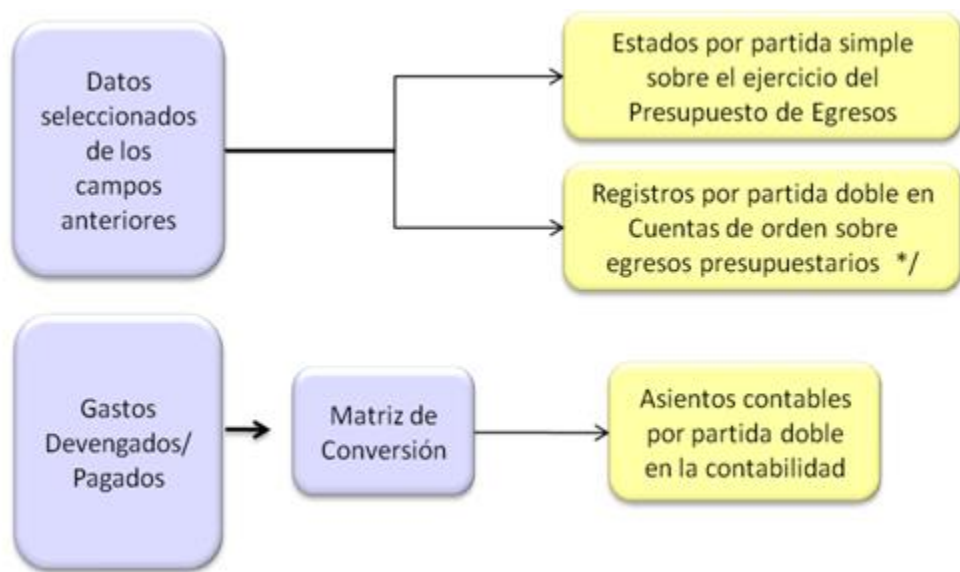 Datos
seleccionados
de los
campos
anteriores
Estados por partida simple
sobre el ejercicio del
Presupuesto de Egresos
Registros por partida doble en
Cuentas de orden sobre
egresos presupuestarios */
Gastos
Devengados/
Pagados
Matriz de
Conversión
Asientos contables
por partida doble
en la contabilidad